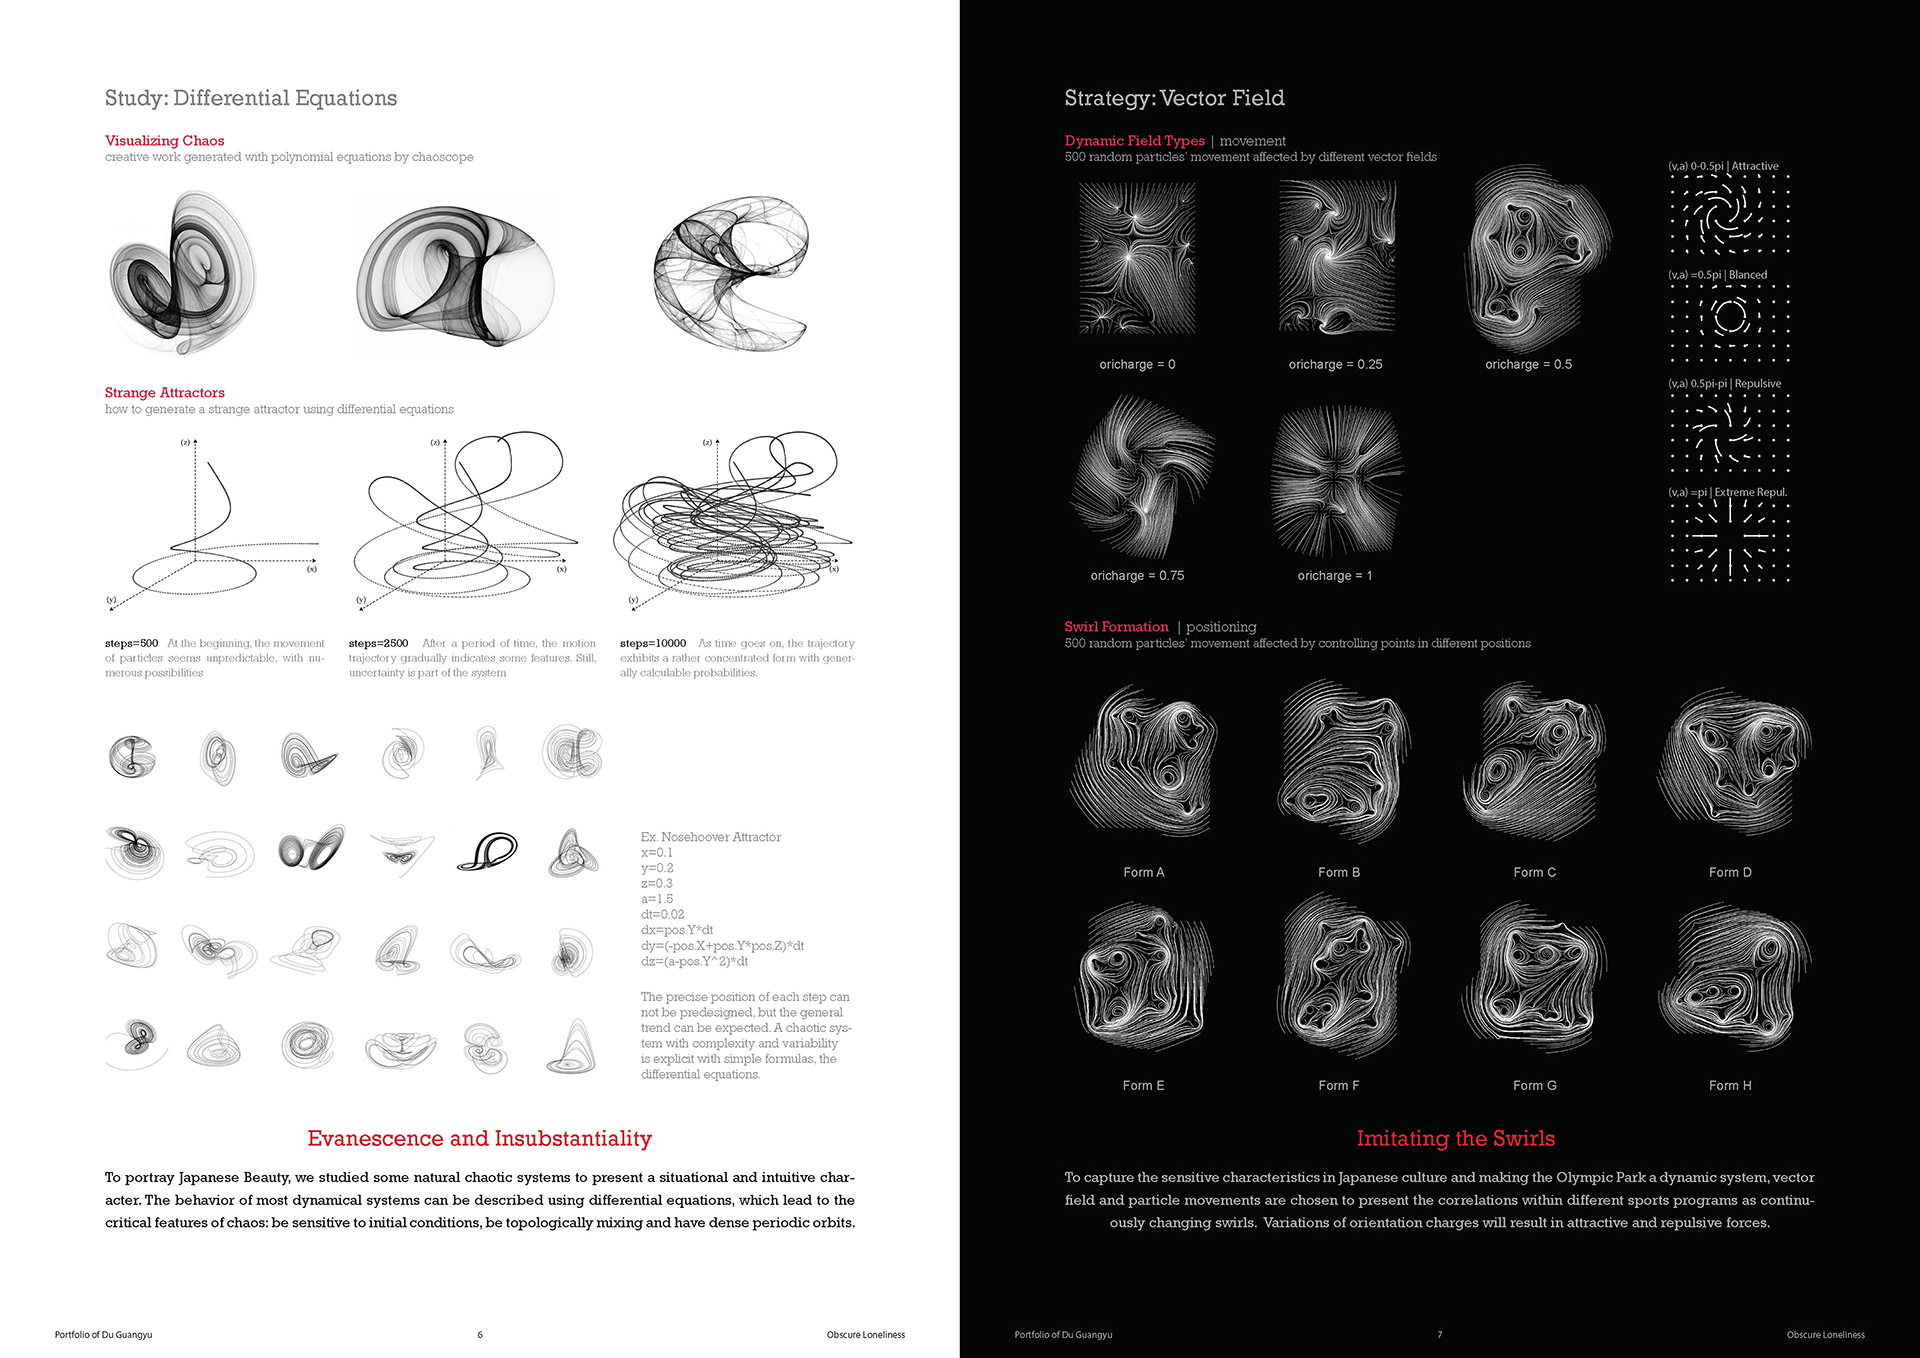 Study: Differential Equations
Visualizing Chaos
creative work generated with polynomial equations by chaoscope
Strange Attractors
how to generate a strange attractor using differential equations
(z)
(x)
(y)
(z)
(x)
(y)
(z)
(x)
(y)
steps=500 At the beginning, the movement
of particles seems unpredictable, with nu-
merous possibilities
steps=2500 After a period of time, the motion
trajectory gradually indicates some features. Still,
uncertainty is part of the system
steps=10000 As time goes on, the trajectory
exhibits a rather concentrated form with gener-
ally calculable probabilities.
Ex. Nosehoover Attractor
x=0.1
y=0.2
z=0.3
a=1.5
dt=0.02
dx=pos.Y*dt
dy=(-pos.X+pos.Y*pos.Z)*dt
dz=(a-pos.Y^2)*dt
The precise position of each step can
not be predesigned, but the general
trend can be expected. A chaotic sys-
tem with complexity and variability
is explicit with simple formulas, the
differential equations.
Evanescence and Insubstantiality
To portray Japanese Beauty, we studied some natural chaotic systems to present a situational and intuitive char-
acter. The behavior of most dynamical systems can be described using differential equations, which lead to the
critical features of chaos: be sensitive to initial conditions, be topologically mixing and have dense periodic orbits.
Portfolio of Du Guangyu
6
Obscure Loneliness
Strategy: Vector Field
Dynamic Field Types | movement
500 random particles' movement affected by different vector fields
oricharge = 0
oricharge = 0.25
oricharge = 0.5
oricharge = 0.75
oricharge = 1
(v,a) 0-0.5pi | Attractive
(v,a) =0.5pi | Blanced
(v,a) 0.5pi-pi | Repulsive
(v,a) =pi | Extreme Repul.
Swirl Formation | positioning
500 random particles' movement affected by controlling points in different positions
Form A
Form B
Form C
Form D
Form E
Form F
Form G
Form H
Imitating the Swirls
To capture the sensitive characteristics in Japanese culture and making the Olympic Park a dynamic system, vector
field and particle movements are chosen to present the correlations within different sports programs as continu-
ously changing swirls. Variations of orientation charges will result in attractive and repulsive forces.
Portfolio of Du Guangyu
7
Obscure Loneliness